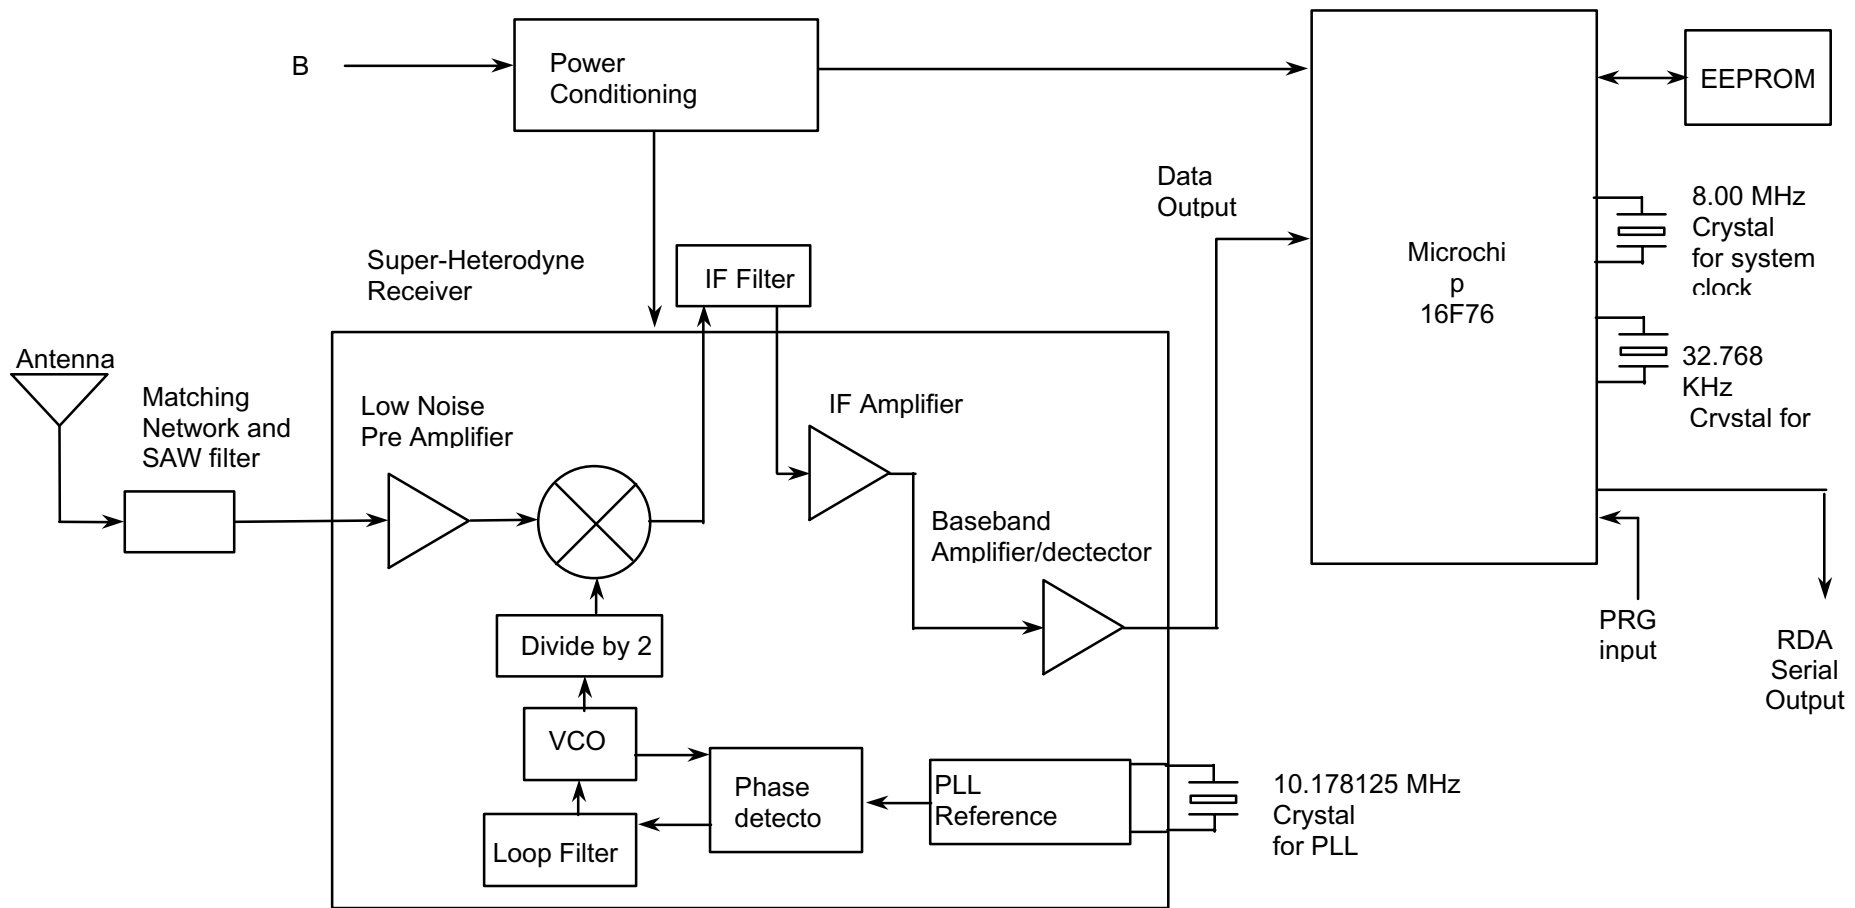 B
Power
Conditioning
EEPROM
Data
Output
8.00 MHz
Crystal
for system
clock
Microchi
p
16F76
Super-Heterodyne
Receiver
IF Filter
32.768
KHz
Crystal for
Antenna
Matching
Network and
SAW filter
Low Noise
Pre Amplifier
IF Amplifier
Baseband
Amplifier/dectector
PRG
input
RDA
Serial
Output
Divide by 2
VCO
Phase
detecto
PLL
Reference
10.178125 MHz
Crystal
for PLL
Loop Filter